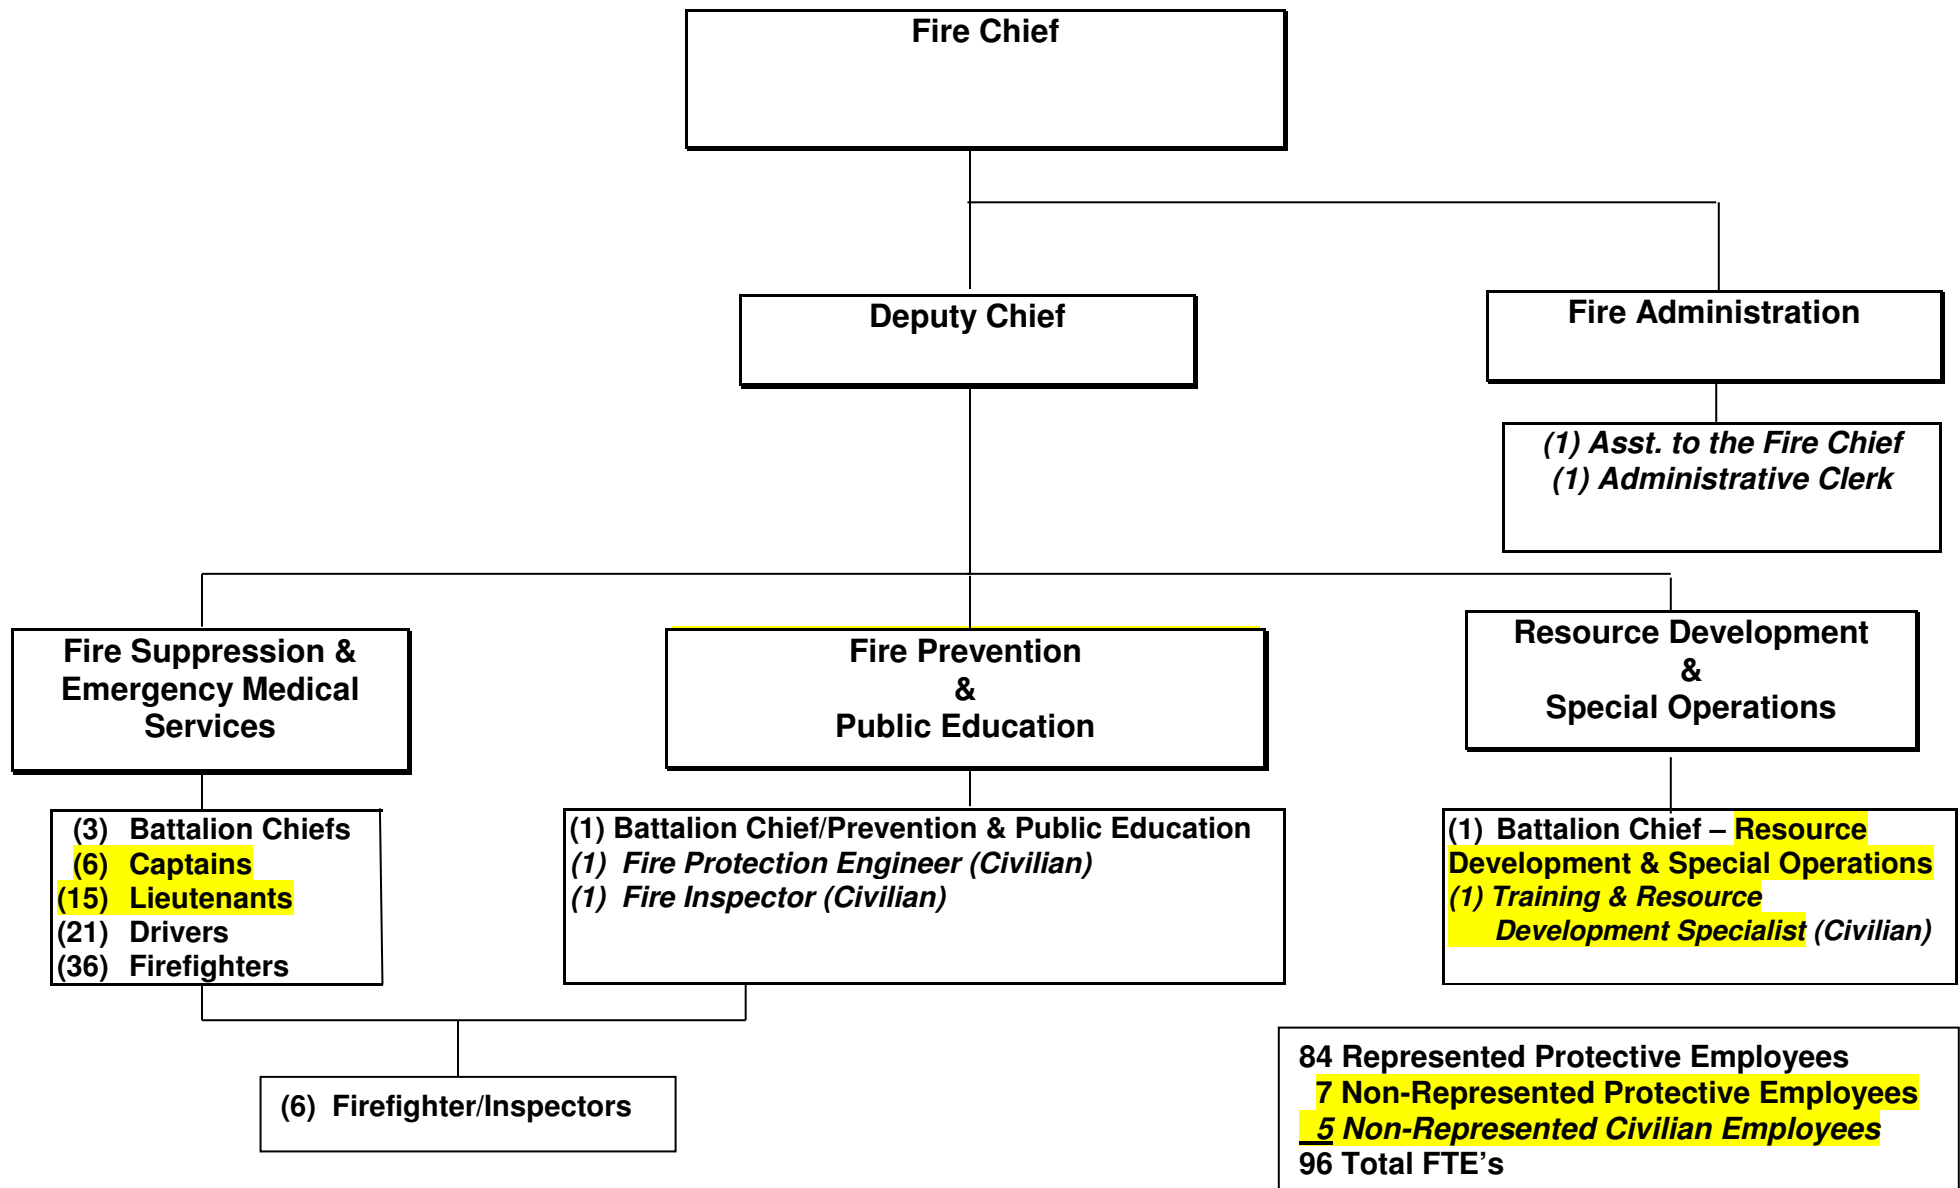 Fire Chief
Deputy Chief
Fire Administration
(1) Asst. to the Fire Chief
(1) Administrative Clerk
Fire Suppression &
Emergency Medical
Services
Fire Prevention
&
Public Education
Resource Development
&
Special Operations
(3) Battalion Chiefs
(6) Captains
(15) Lieutenants
(21) Drivers
(36) Firefighters
(1) Battalion Chief/Prevention & Public Education
(1) Fire Protection Engineer (Civilian)
(1) Fire Inspector (Civilian)
(1) Battalion Chief – Resource
Development & Special Operations
(1) Training & Resource
Development Specialist (Civilian)
(6) Firefighter/Inspectors
84 Represented Protective Employees
7 Non-Represented Protective Employees
5 Non-Represented Civilian Employees
96 Total FTE's